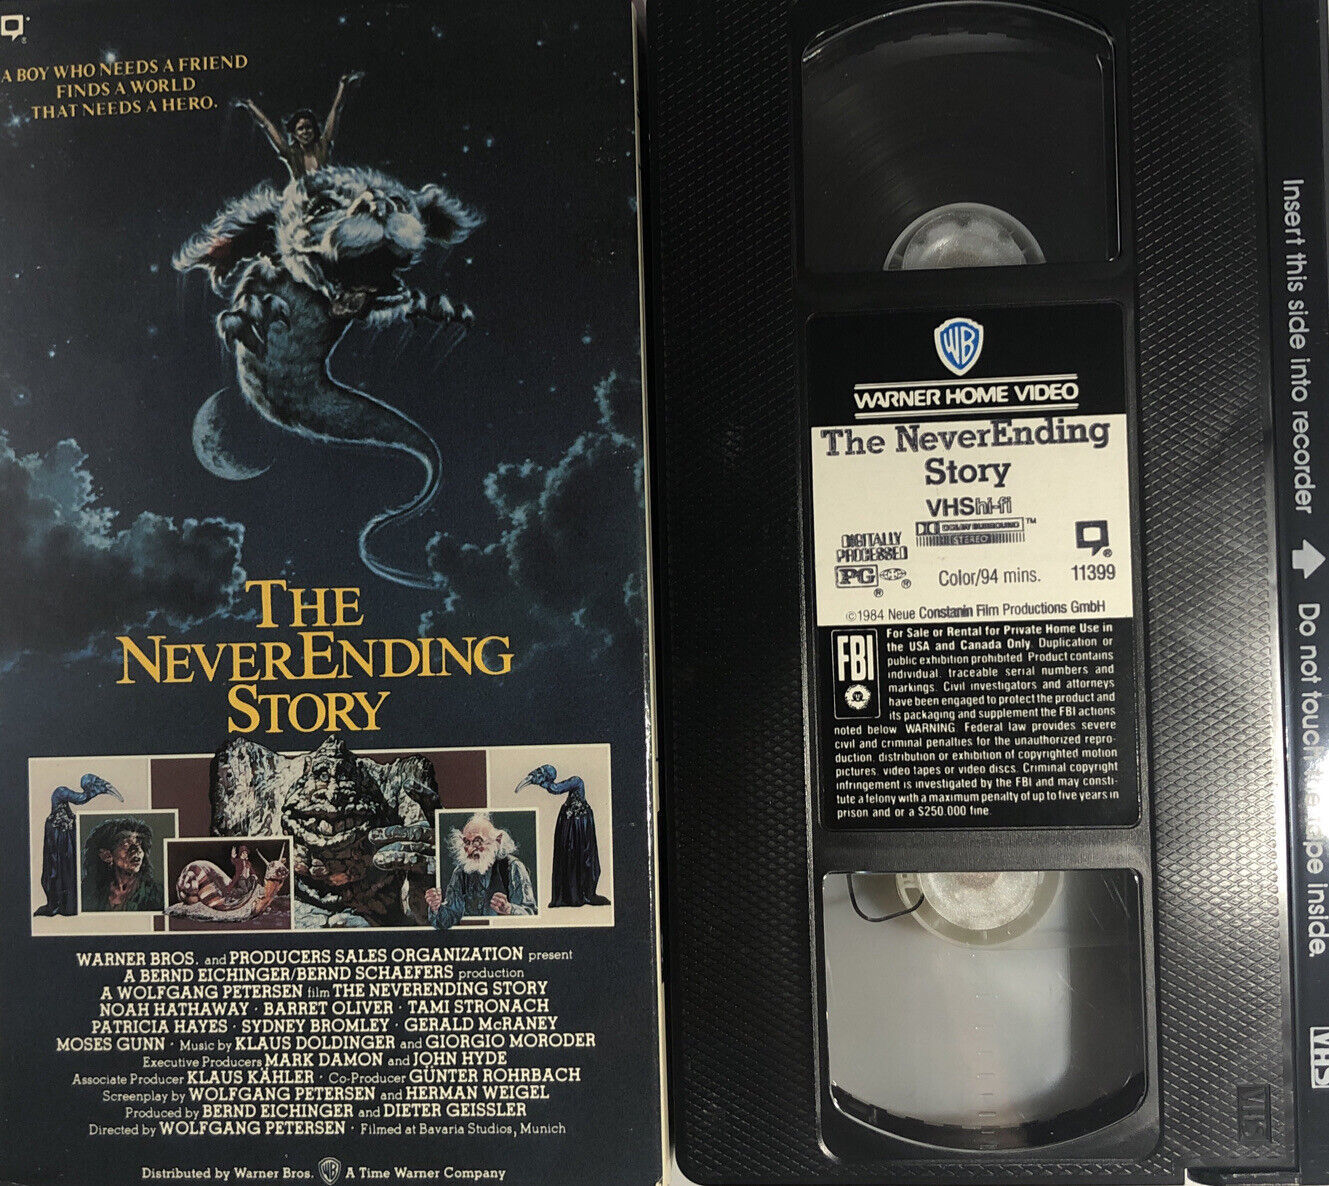 A BOY WHO NEEDS A FRIEND
FINDS A WORLD
THAT NEEDS A HERO.
THE
NEVERENDING
STORY
WARNER BROS. and PRODUCERS SALES ORGANIZATION present
A BERND EICHINGER/BERND SCHAEFERS production
A WOLFGANG PETERSEN film THE NEVERENDING STORY
NOAH HATHAWAY · BARRET OLIVER · TAMI STRONACH
PATRICIA HAYES · SYDNEY BROMLEY · GERALD McRANEY
MOSES GUNN · Music by KLAUS DOLDINGER and GIORGIO MORODER
Executive Producers MARK DAMON and JOHN HYDE
Associate Producer KLAUS KÄHLER · Co-Producer GÜNTER ROHRBACH
Screenplay by WOLFGANG PETERSEN and HERMAN WEIGEL
Produced by BERND EICHINGER and DIETER GEISSLER
Directed by WOLFGANG PETERSEN · Filmed at Bavaria Studios, Munich
Distributed by Warner Bros. WB A Time Warner Company
WB
WARNER HOME VIDEO
The NeverEnding
Story
VHS hi-fi
DOLBY SURROUND ™
STEREO
DIGITALLY
PROCESSED
PG ® ®
Color/94 mins.
®
11399
©1984 Neue Constanin Film Productions GmbH
FBI
For Sale or Rental for Private Home Use in
the USA and Canada Only. Duplication or
public exhibition prohibited. Product contains
individual, traceable serial numbers and
markings. Civil investigators and attorneys
have been engaged to protect the product and
its packaging and supplement the FBI actions
noted below. WARNING. Federal law provides severe
civil and criminal penalties for the unauthorized repro-
duction, distribution or exhibition of copyrighted motion
pictures, video tapes or video discs. Criminal copyright
infringement is investigated by the FBI and may consti-
tute a felony with a maximum penalty of up to five years in
prison and or a $250.000 fine.
VHS
Insert this side into recorder
Do not touch the tape inside.
VHS